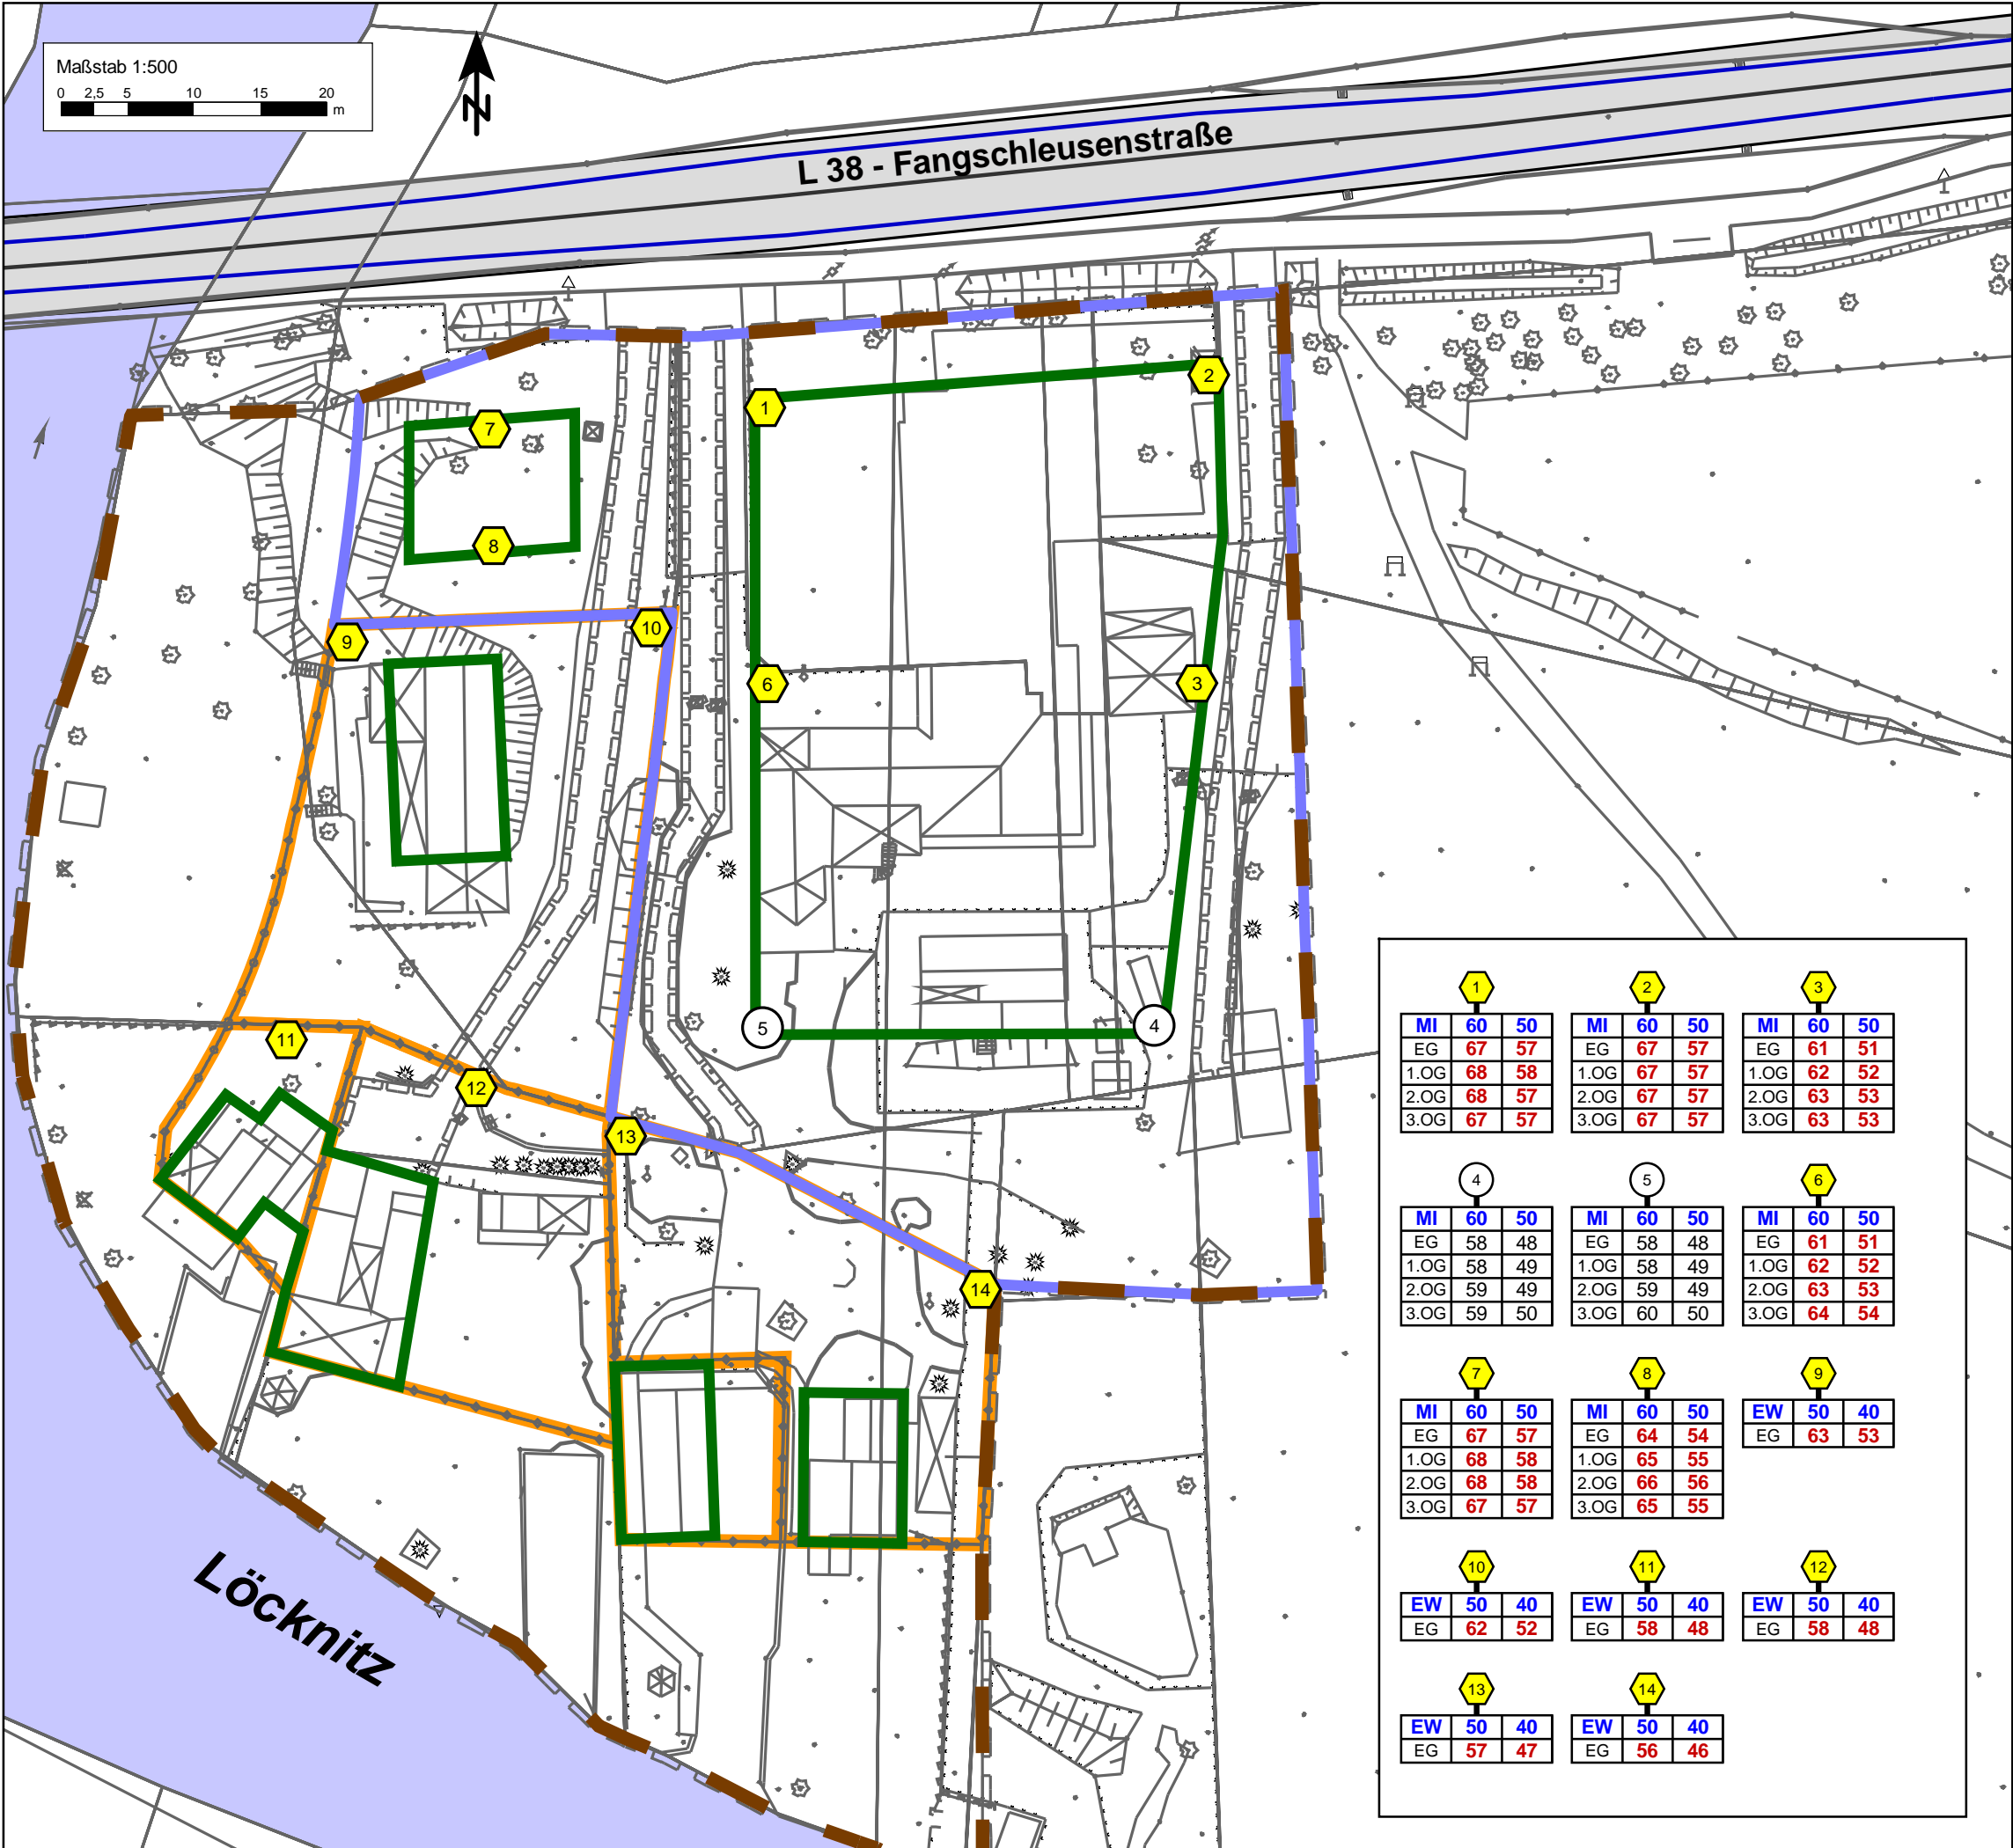 Maßstab 1:500
0 2,5 5 10 15 20
m
N
L 38 - Fangschleusenstraße
1
2
7
8
9
10
6
3
11
12
5
4
13
14
Löcknitz
1 2 3
MI 60 50 MI 60 50 MI 60 50
EG 67 57 EG 67 57 EG 61 51
1.OG 68 58 1.OG 67 57 1.OG 62 52
2.OG 68 57 2.OG 67 57 2.OG 63 53
3.OG 67 57 3.OG 67 57 3.OG 63 53
4 5 6
MI 60 50 MI 60 50 MI 60 50
EG 58 48 EG 58 48 EG 61 51
1.OG 58 49 1.OG 58 49 1.OG 62 52
2.OG 59 49 2.OG 59 49 2.OG 63 53
3.OG 59 50 3.OG 60 50 3.OG 64 54
7 8 9
MI 60 50 MI 60 50 EW 50 40
EG 67 57 EG 64 54 EG 63 53
1.OG 68 58 1.OG 65 55
2.OG 68 58 2.OG 66 56
3.OG 67 57 3.OG 65 55
10 11 12
EW 50 40 EW 50 40 EW 50 40
EG 62 52 EG 58 48 EG 58 48
13 14
EW 50 40 EW 50 40
EG 57 47 EG 56 46